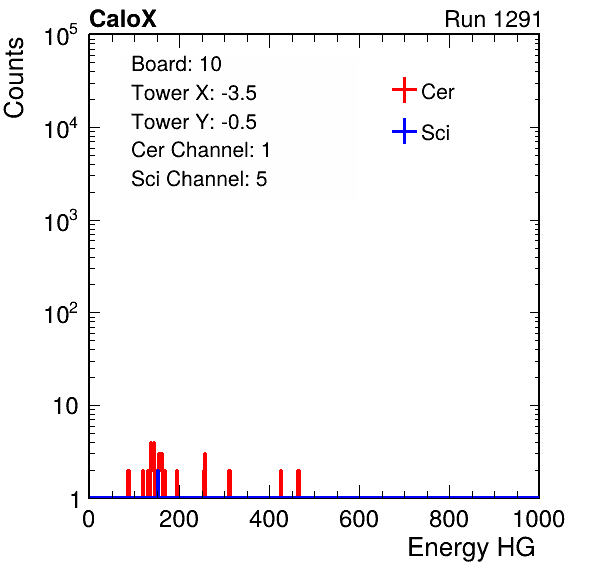 CaloX Run 1291
Counts
10^5
10^4
10^3
10^2
10
1
Board: 10
Tower X: -3.5
Tower Y: -0.5
Cer Channel: 1
Sci Channel: 5
Cer
Sci
0 200 400 600 800 1000
Energy HG